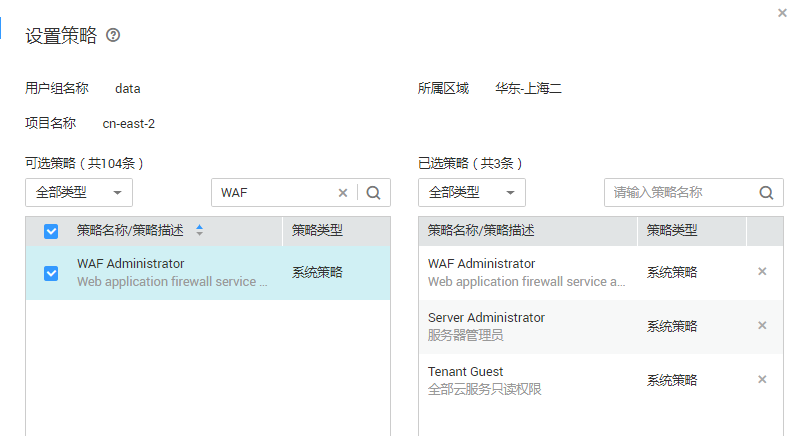 设置策略
用户组名称 data 所属区域 华东-上海二
项目名称 cn-east-2
可选策略（共104条） 已选策略（共3条）
全部类型 WAF 全部类型 请输入策略名称
策略名称/策略描述 策略类型 策略名称/策略描述 策略类型
WAF Administrator 系统策略 WAF Administrator 系统策略
Web application firewall service ... Web application firewall service a...
Server Administrator 系统策略
服务器管理员
Tenant Guest 系统策略
全部云服务只读权限